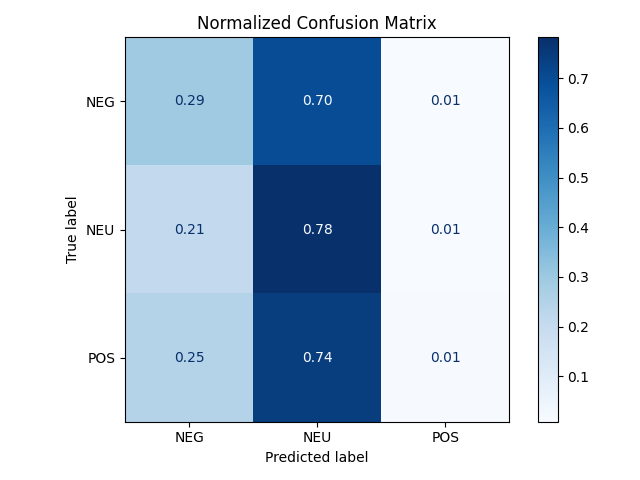 Normalized Confusion Matrix
True label
NEG 0.29 0.70 0.01
NEU 0.21 0.78 0.01
POS 0.25 0.74 0.01
NEG NEU POS
Predicted label
0.7
0.6
0.5
0.4
0.3
0.2
0.1